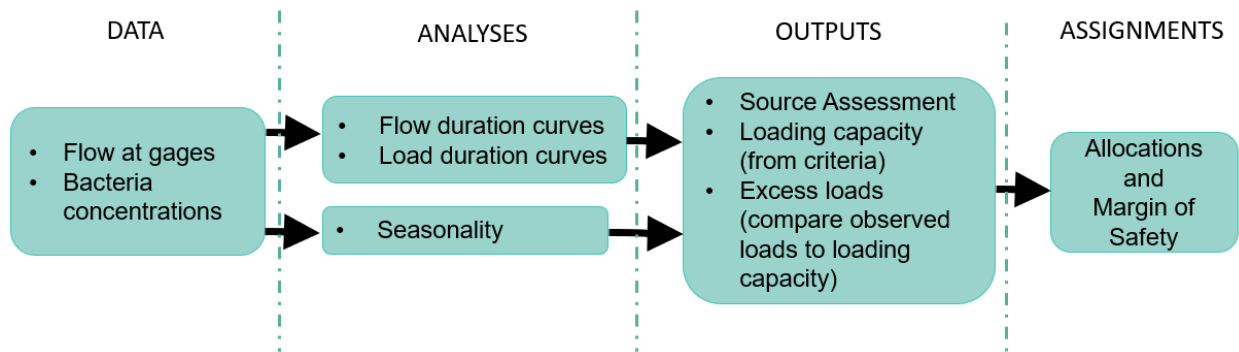 DATA
ANALYSES
OUTPUTS
ASSIGNMENTS
• Flow at gages
• Bacteria
concentrations
• Flow duration curves
• Load duration curves
• Seasonality
• Source Assessment
• Loading capacity
(from criteria)
• Excess loads
(compare observed
loads to loading
capacity)
Allocations
and
Margin of
Safety